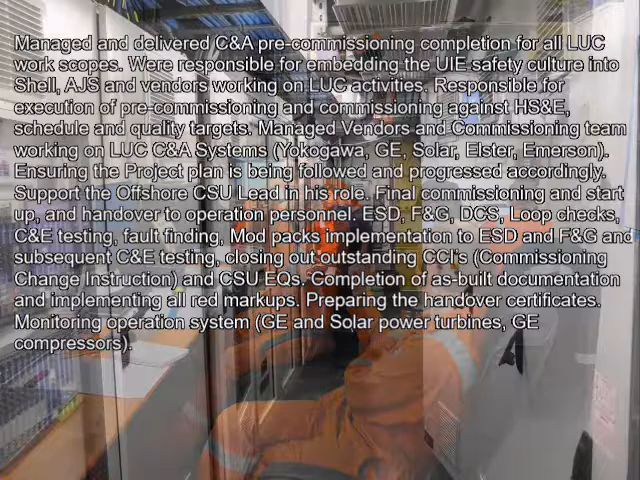 Managed and delivered C&A pre-commissioning completion for all LUC
work scopes. Were responsible for embedding the UIE safety culture into
Shell, AJS and vendors working on LUC activities. Responsible for
execution of pre-commissioning and commissioning against HS&E,
schedule and quality targets. Managed Vendors and Commissioning team
working on LUC C&A Systems (Yokogawa, GE, Solar, Elster, Emerson).
Ensuring the Project plan is being followed and progressed accordingly.
Support the Offshore CSU Lead in his role. Final commissioning and start
up, and handover to operation personnel. ESD, F&G, DCS, Loop checks,
C&E testing, fault finding, Mod packs implementation to ESD and F&G and
subsequent C&E testing, closing out outstanding CCI's (Commissioning
Change Instruction) and CSU EQs. Completion of as-built documentation
and implementing all red markups. Preparing the handover certificates.
Monitoring operation system (GE and Solar power turbines, GE
compressors).